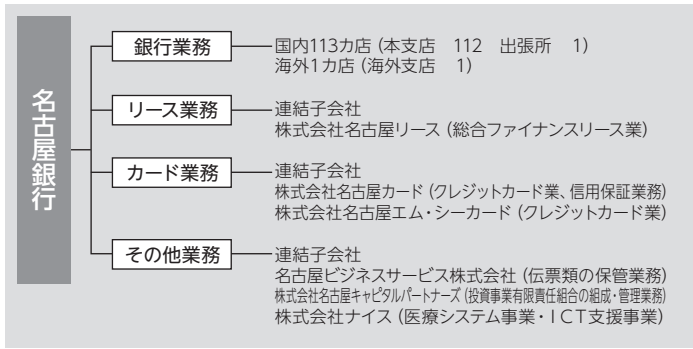 名古屋銀行
銀行業務
国内113カ店（本支店　112　出張所　1）
海外1カ店（海外支店　1）
リース業務
連結子会社
株式会社名古屋リース（総合ファイナンスリース業）
カード業務
連結子会社
株式会社名古屋カード（クレジットカード業、信用保証業務）
株式会社名古屋エム・シーカード（クレジットカード業）
その他業務
連結子会社
名古屋ビジネスサービス株式会社（伝票類の保管業務）
株式会社名古屋キャピタルパートナーズ（投資事業有限責任組合の組成・管理業務）
株式会社ナイス（医療システム事業・ＩＣＴ支援事業）